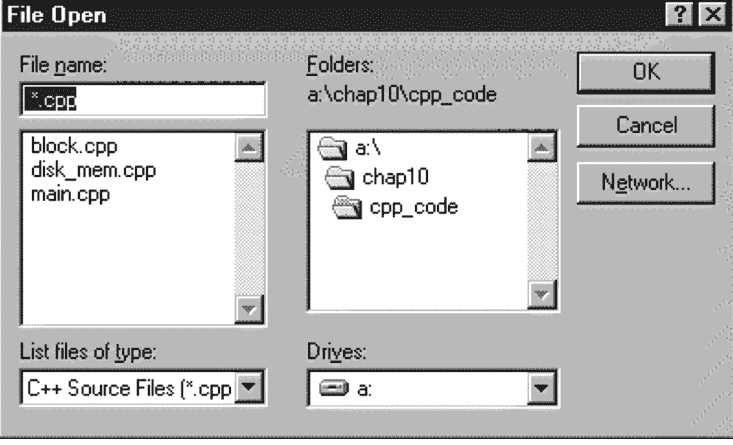 File Open
File name:
*.cpp
block.cpp
disk_mem.cpp
main.cpp
List files of type:
C++ Source Files (*.cpp
Folders:
a:\chap10\cpp_code
a:\
chap10
cpp_code
Drives:
a:
OK
Cancel
Network...